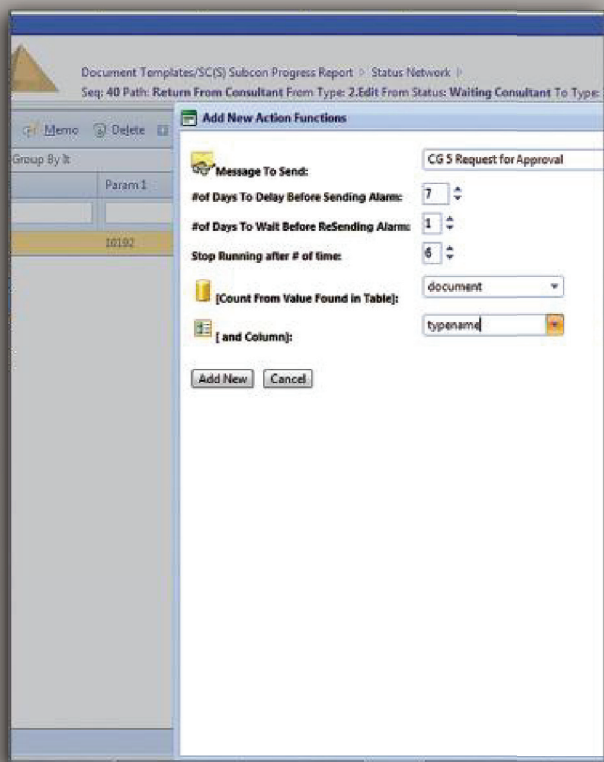 Document Templates/SC(S) Subcon Progress Report > Status Network >
Seq: 40 Path: Return From Consultant From Type: 2.Edit From Status: Waiting Consultant To Type:
Memo Delete
Group By It
Param 1
10192
Add New Action Functions
Message To Send: CG 5 Request for Approval
#of Days To Delay Before Sending Alarm: 7
#of Days To Wait Before ReSending Alarm: 1
Stop Running after # of time: 6
[Count From Value Found in Table]: document
[ and Column]: typename
Add New Cancel